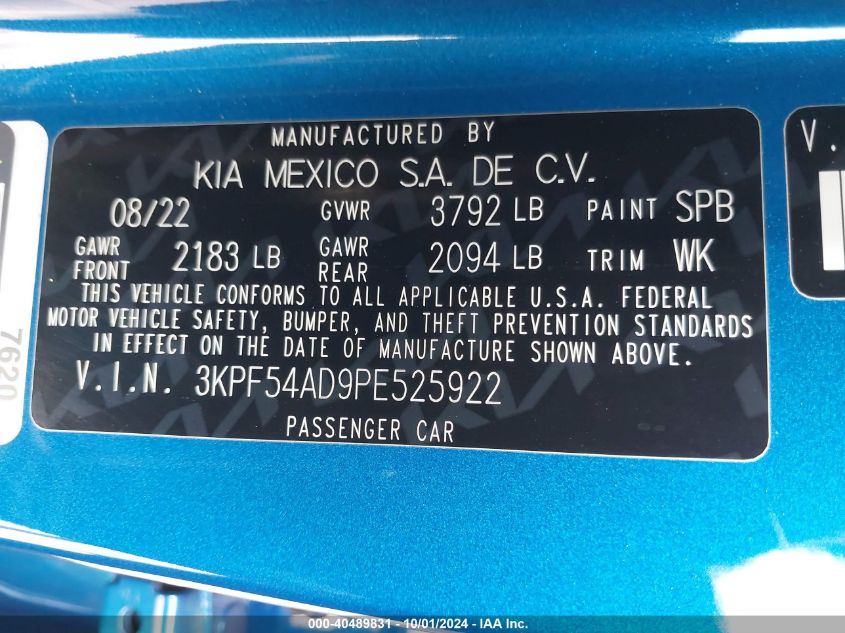 MANUFACTURED BY
KIA MEXICO S.A. DE C.V.
08/22 GVWR 3792 LB PAINT SPB
GAWR FRONT 2183 LB GAWR REAR 2094 LB TRIM WK
THIS VEHICLE CONFORMS TO ALL APPLICABLE U.S.A. FEDERAL
MOTOR VEHICLE SAFETY, BUMPER, AND THEFT PREVENTION STANDARDS
IN EFFECT ON THE DATE OF MANUFACTURE SHOWN ABOVE.
V.I.N. 3KPF54AD9PE525922
PASSENGER CAR
7620
V.
000-40489831 - 10/01/2024 - IAA Inc.